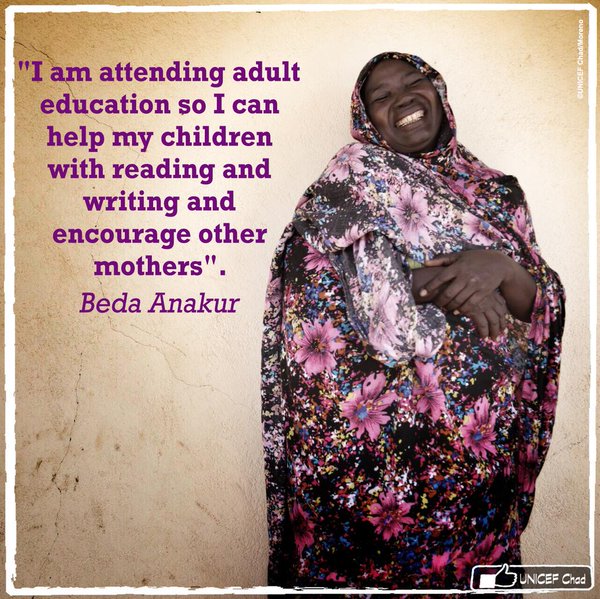 "I am attending adult
education so I can
help my children
with reading and
writing and
encourage other
mothers".
Beda Anakur
©UNICEF Chad/Moreno
UNICEF Chad